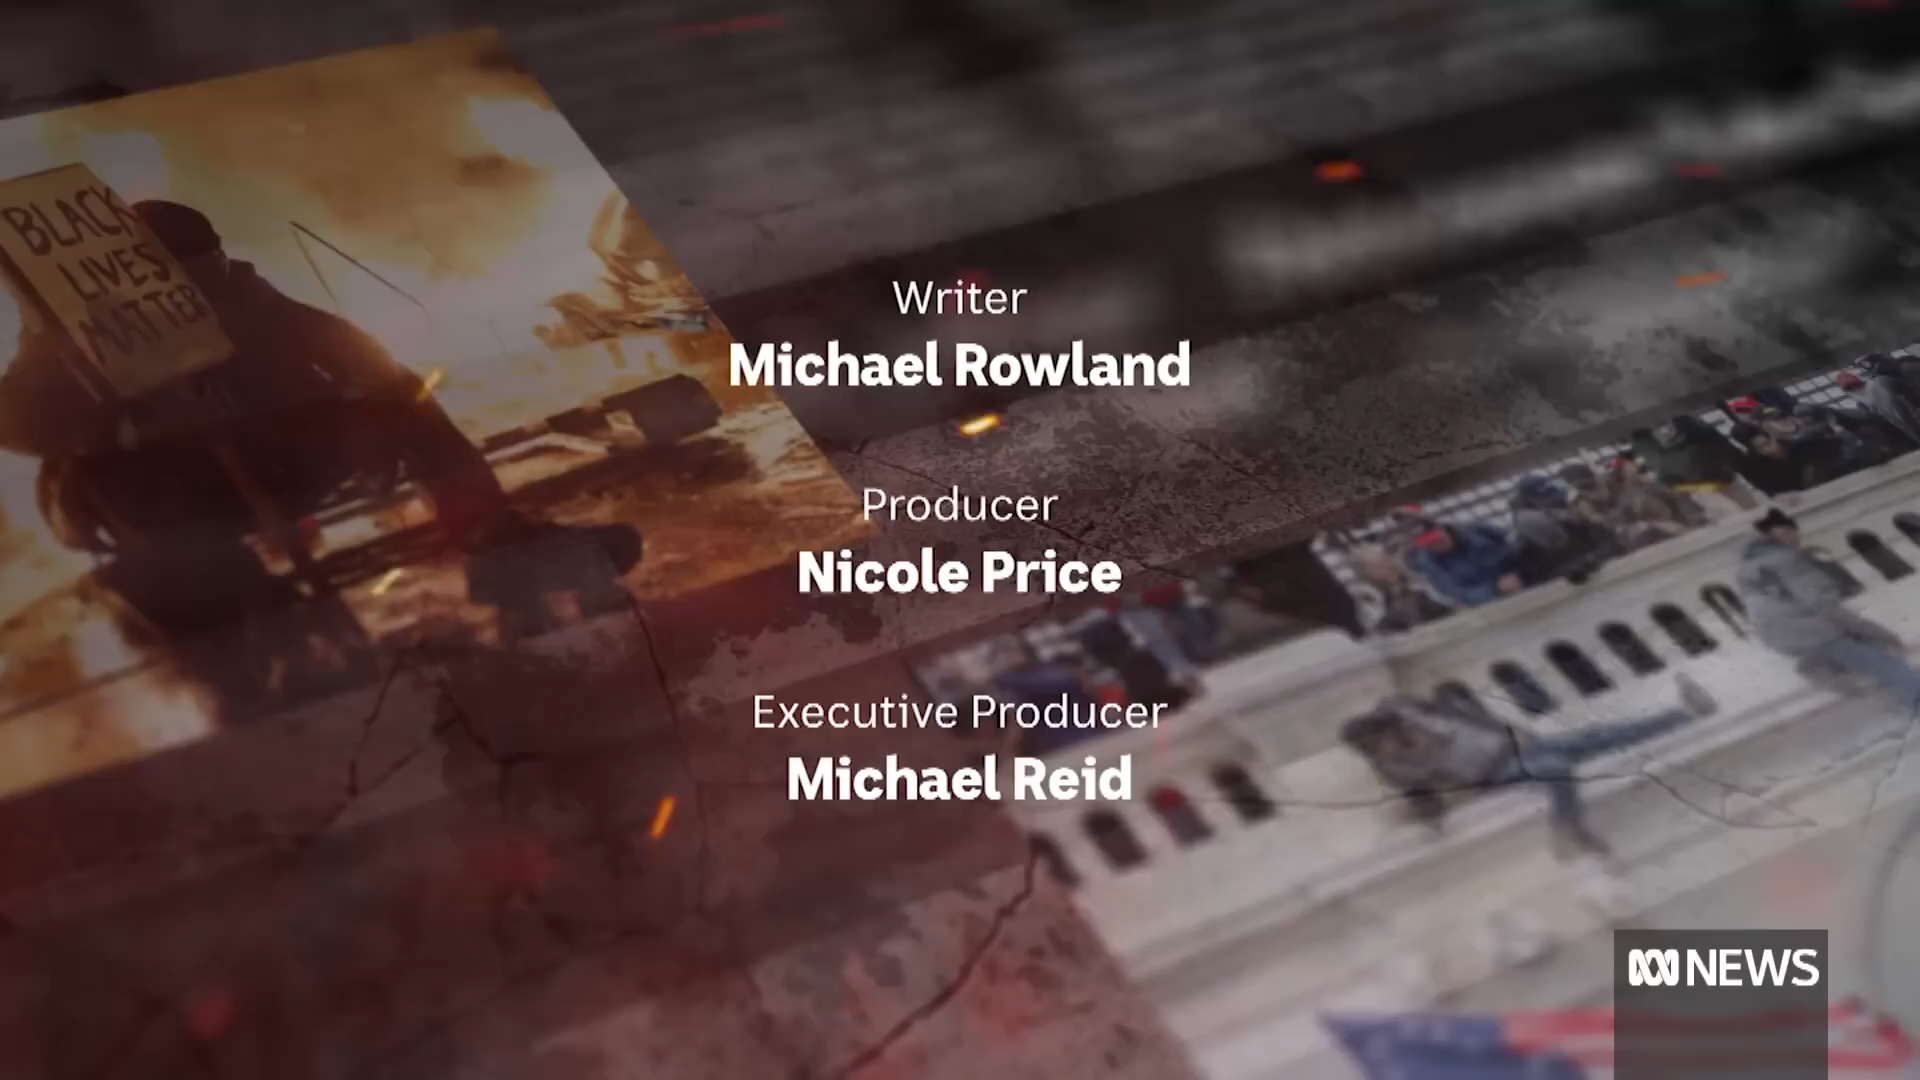 BLACK
LIVES
MATTER
Writer
Michael Rowland
Producer
Nicole Price
Executive Producer
Michael Reid
NEWS